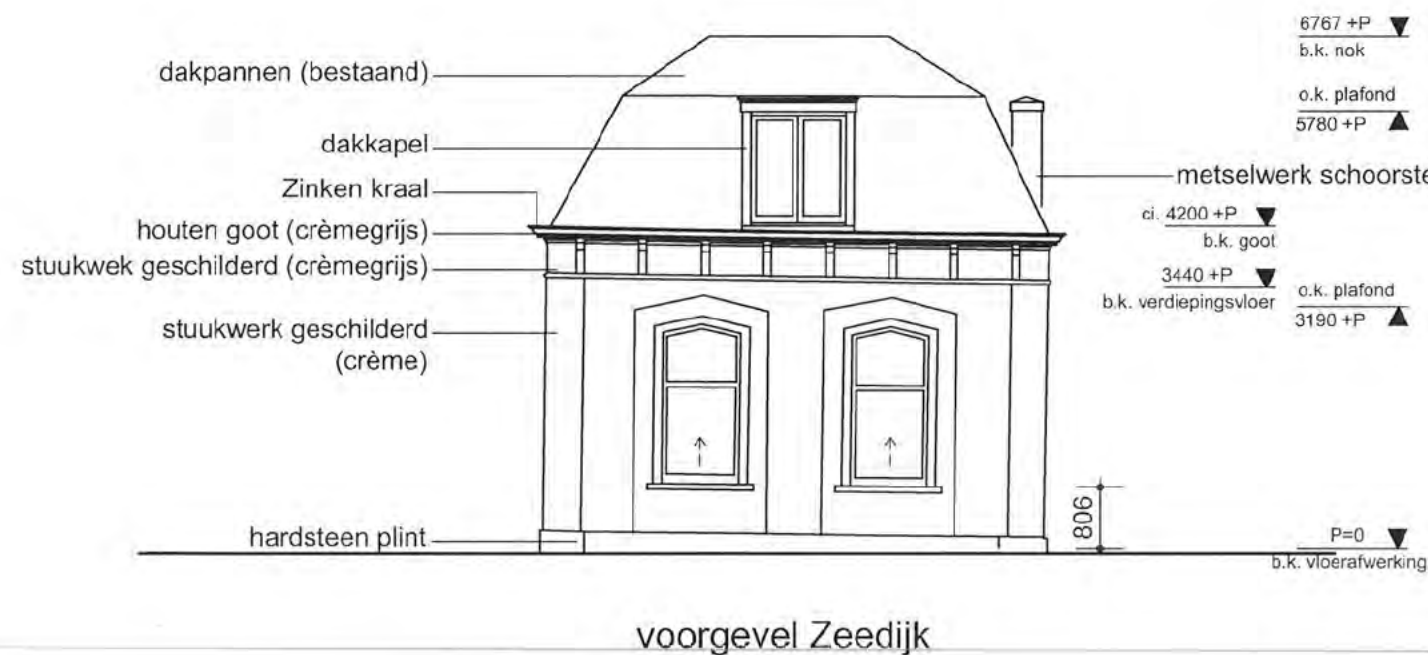 6767 +P
b.k. nok
dakpannen (bestaand)
o.k. plafond
5780 +P
dakkapel
metselwerk schoorste
Zinken kraal
ci. 4200 +P
houten goot (crèmegrijs)
b.k. goot
stuukwek geschilderd (crèmegrijs)
3440 +P
b.k. verdiepingsvloer
o.k. plafond
3190 +P
stuukwerk geschilderd
(crème)
806
hardsteen plint
P=0
b.k. vloerafwerking
voorgevel Zeedijk